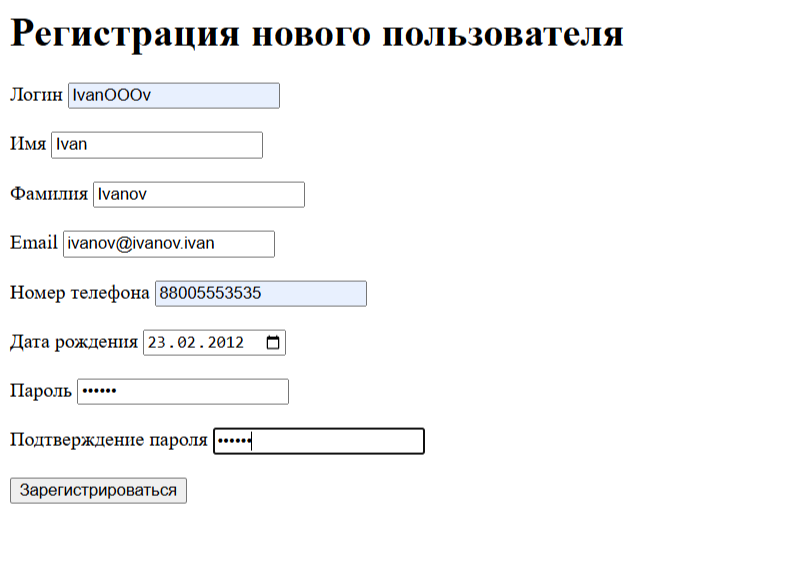 Регистрация нового пользователя
Логин IvanOOOv
Имя Ivan
Фамилия Ivanov
Email ivanov@ivanov.ivan
Номер телефона 88005553535
Дата рождения 23.02.2012
Пароль ••••••
Подтверждение пароля ••••••
Зарегистрироваться